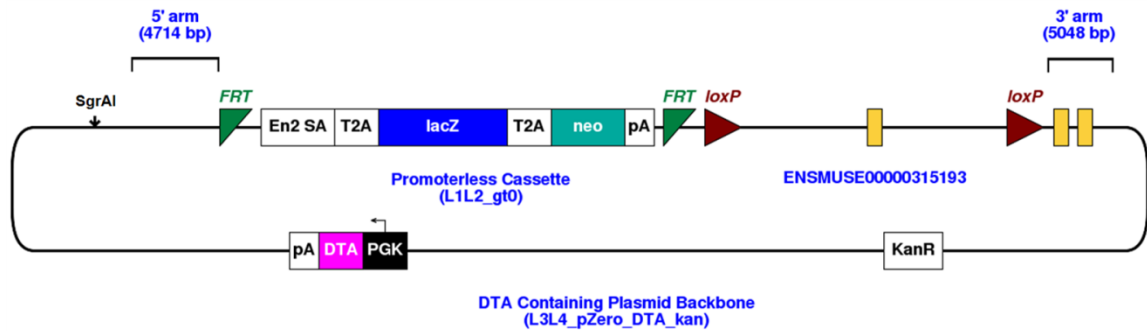 5' arm
(4714 bp)
3' arm
(5048 bp)
SgrAI
FRT
FRT
loxP
loxP
En2 SA
T2A
lacZ
T2A
neo
pA
Promoterless Cassette
(L1L2_gt0)
ENSMUSE00000315193
pA
DTA
PGK
KanR
DTA Containing Plasmid Backbone
(L3L4_pZero_DTA_kan)